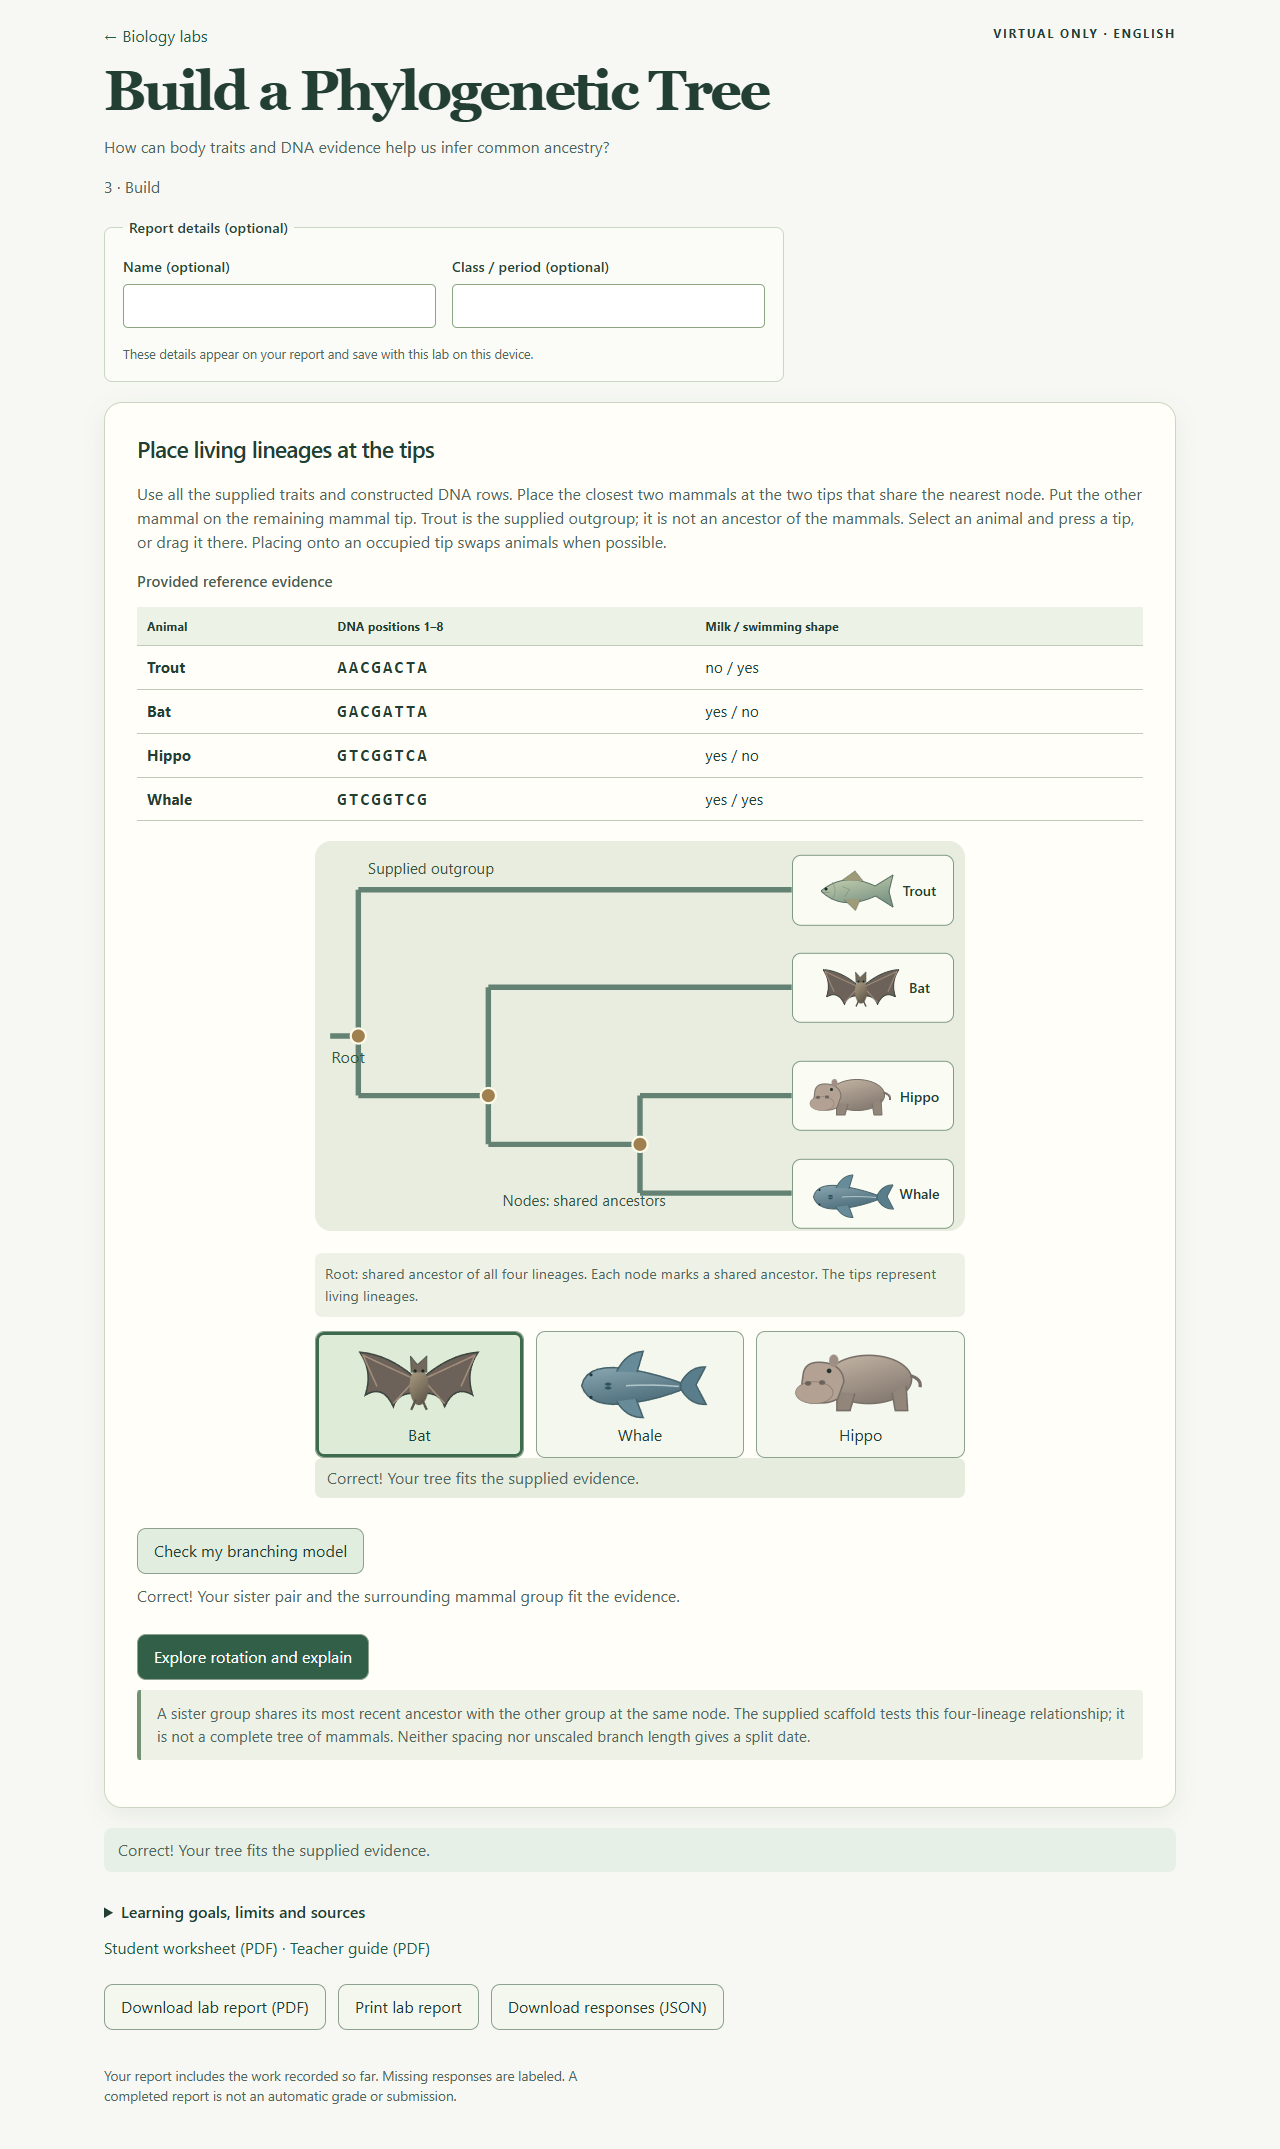 ← Biology labs
VIRTUAL ONLY · ENGLISH
Build a Phylogenetic Tree
How can body traits and DNA evidence help us infer common ancestry?
3 · Build
Report details (optional)
Name (optional)
Class / period (optional)
These details appear on your report and save with this lab on this device.
Place living lineages at the tips
Use all the supplied traits and constructed DNA rows. Place the closest two mammals at the two tips that share the nearest node. Put the other
mammal on the remaining mammal tip. Trout is the supplied outgroup; it is not an ancestor of the mammals. Select an animal and press a tip,
or drag it there. Placing onto an occupied tip swaps animals when possible.
Provided reference evidence
Animal DNA positions 1–8 Milk / swimming shape
Trout AACGACTA no / yes
Bat GACGATTA yes / no
Hippo GTCGGTCA yes / no
Whale GTCGGTCG yes / yes
Supplied outgroup
Trout
Bat
Root
Hippo
Whale
Nodes: shared ancestors
Root: shared ancestor of all four lineages. Each node marks a shared ancestor. The tips represent
living lineages.
Bat
Whale
Hippo
Correct! Your tree fits the supplied evidence.
Check my branching model
Correct! Your sister pair and the surrounding mammal group fit the evidence.
Explore rotation and explain
A sister group shares its most recent ancestor with the other group at the same node. The supplied scaffold tests this four-lineage relationship; it
is not a complete tree of mammals. Neither spacing nor unscaled branch length gives a split date.
Correct! Your tree fits the supplied evidence.
▶ Learning goals, limits and sources
Student worksheet (PDF) · Teacher guide (PDF)
Download lab report (PDF)
Print lab report
Download responses (JSON)
Your report includes the work recorded so far. Missing responses are labeled. A
completed report is not an automatic grade or submission.